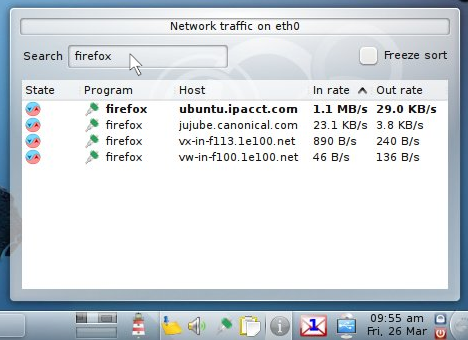 Network traffic on eth0
Search firefox Freeze sort
State Program Host In rate Out rate
firefox ubuntu.ipacct.com 1.1 MB/s 29.0 KB/s
firefox jujube.canonical.com 23.1 KB/s 3.8 KB/s
firefox vx-in-f113.1e100.net 890 B/s 240 B/s
firefox vw-in-f100.1e100.net 46 B/s 136 B/s
1 09:55 am
Fri, 26 Mar